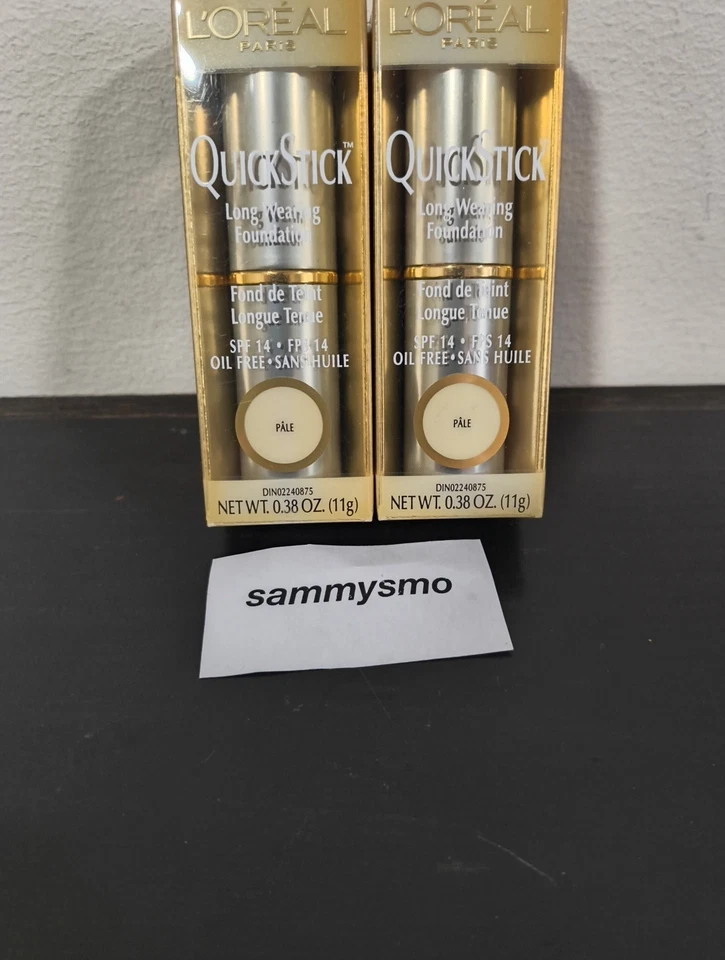 L'ORÉAL
PARIS
QUICKSTICK™
Long Wearing
Foundation
Fond de Teint
Longue Tenue
SPF 14 • FPS 14
OIL FREE • SANS HUILE
PÂLE
DIN02240875
NET WT. 0.38 OZ. (11g)
L'ORÉAL
PARIS
QUICKSTICK
Long Wearing
Foundation
Fond de Teint
Longue Tenue
SPF 14 • FPS 14
OIL FREE • SANS HUILE
PÂLE
DIN02240875
NET WT. 0.38 OZ. (11g)
sammysmo